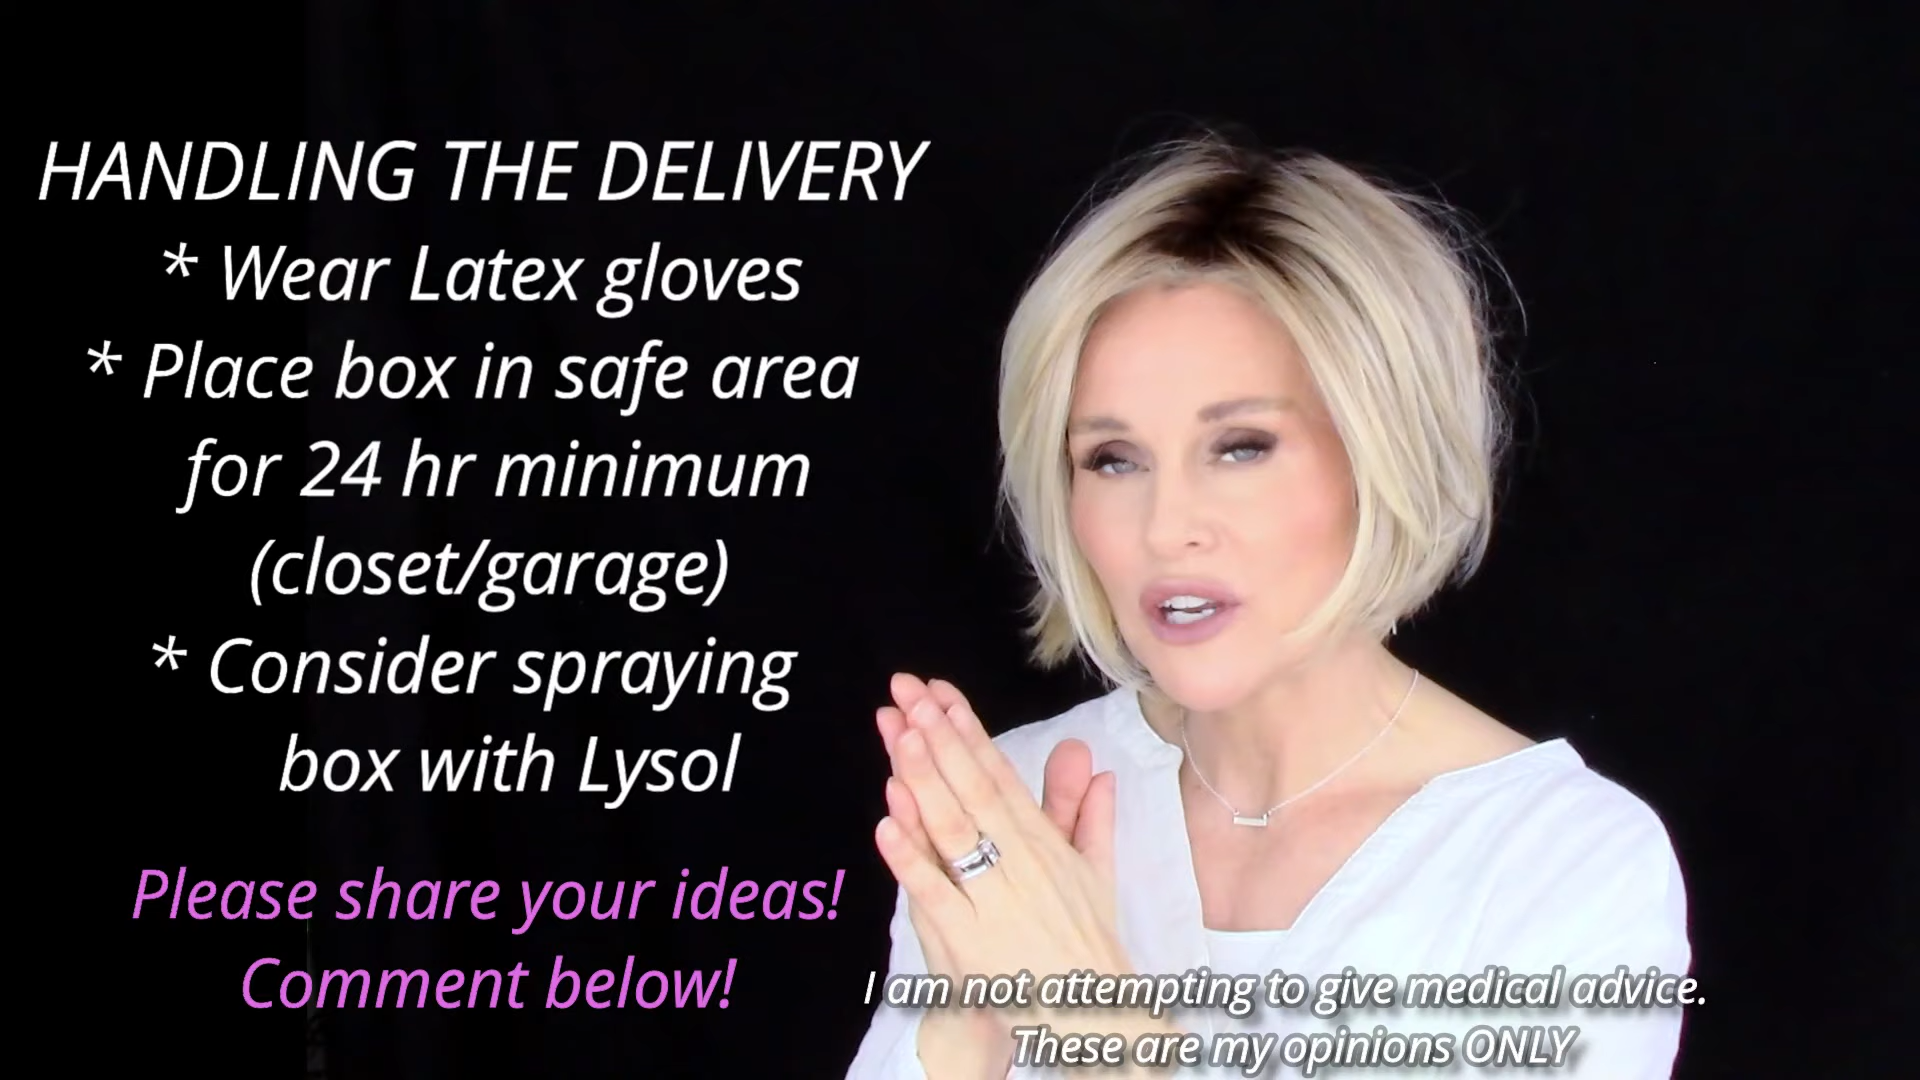 HANDLING THE DELIVERY
* Wear Latex gloves
* Place box in safe area
for 24 hr minimum
(closet/garage)
* Consider spraying
box with Lysol
Please share your ideas!
Comment below!
I am not attempting to give medical advice.
These are my opinions ONLY